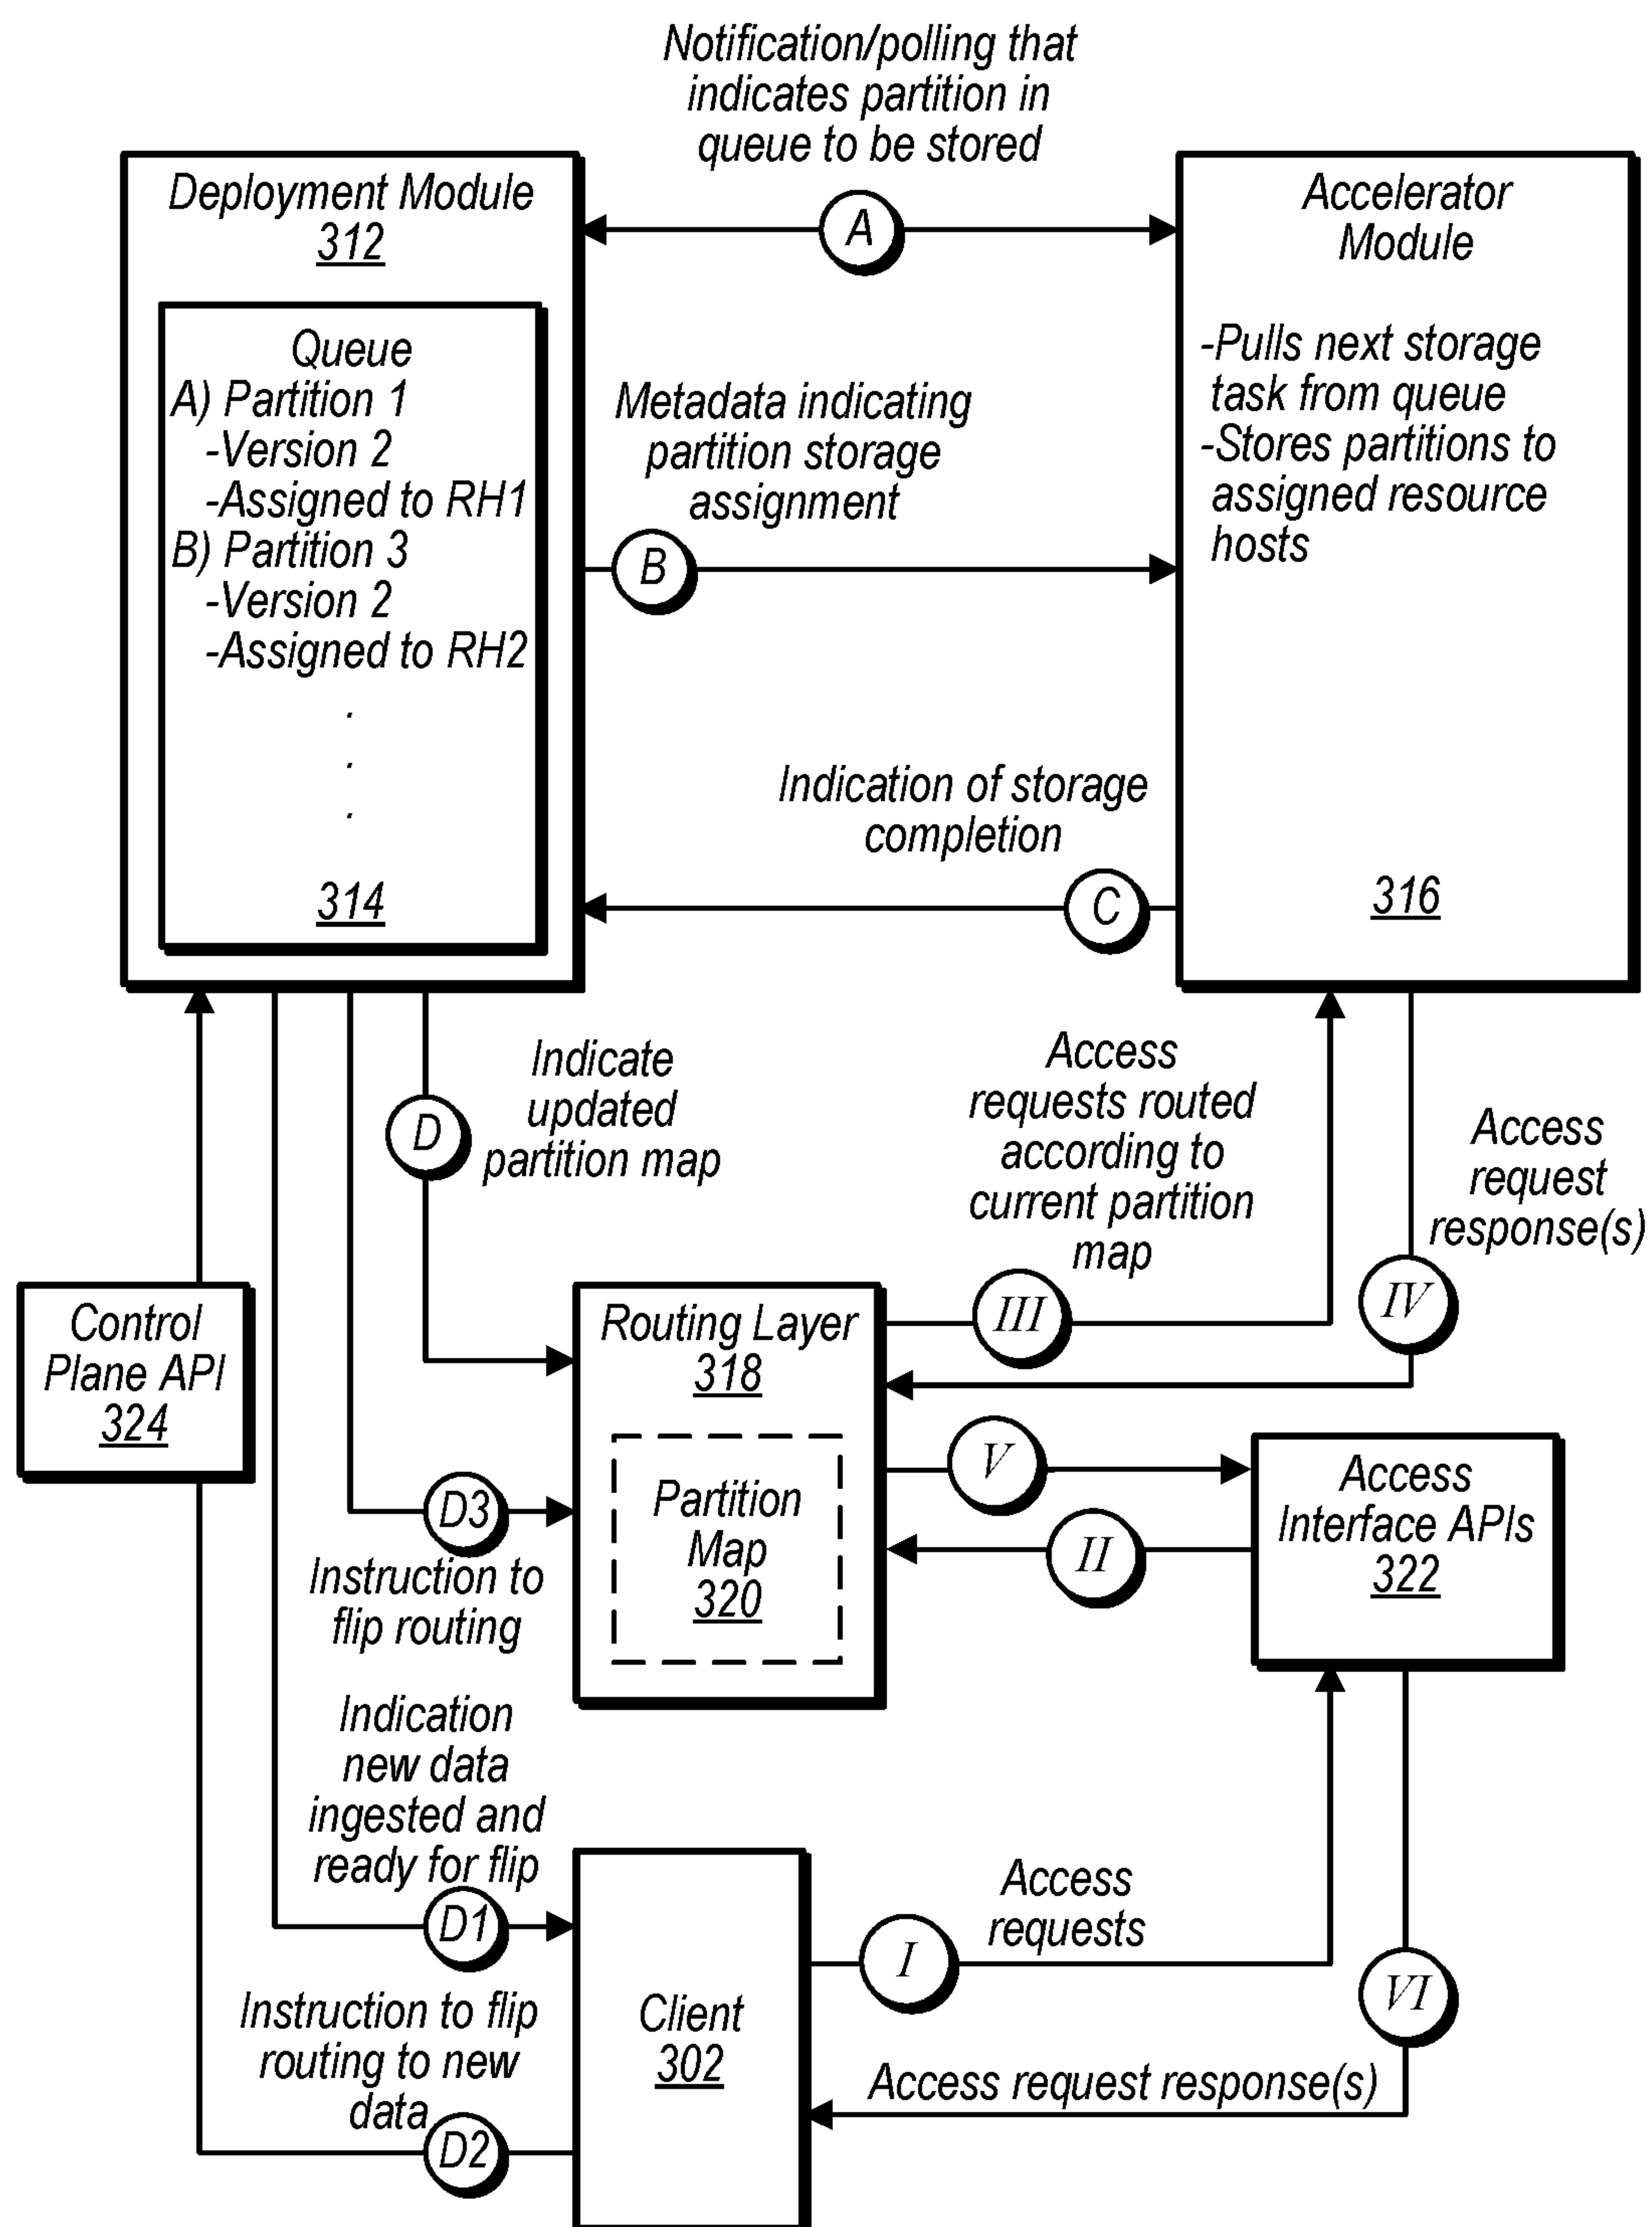 Notification/polling that
indicates partition in
queue to be stored
Deployment Module
312
A
Accelerator
Module
Queue
A) Partition 1
-Version 2
-Assigned to RH1
B) Partition 3
-Version 2
-Assigned to RH2
.
.
.
314
Metadata indicating
partition storage
assignment
B
-Pulls next storage
task from queue
-Stores partitions to
assigned resource
hosts
Indication of storage
completion
C
316
Indicate
updated
partition map
D
Access
requests routed
according to
current partition
map
III
Access
request
response(s)
IV
Control
Plane API
324
Routing Layer
318
Partition
Map
320
V
II
Access
Interface APIs
322
D3
Instruction to
flip routing
Indication
new data
ingested and
ready for flip
D1
Access
requests
I
Client
302
VI
Access request response(s)
Instruction to flip
routing to new
data
D2